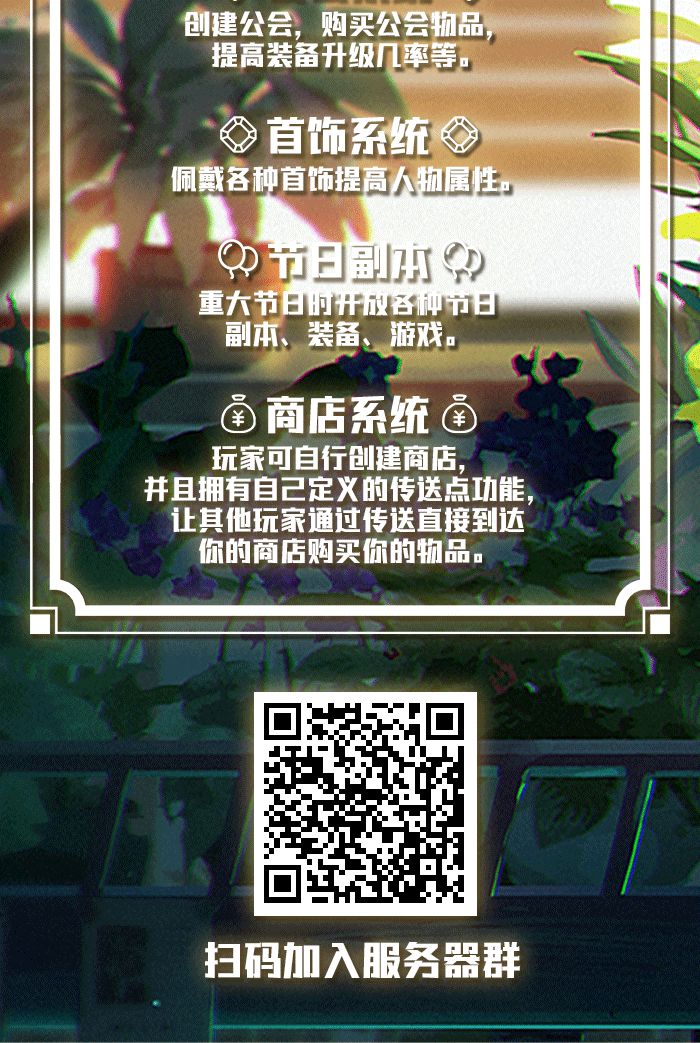 创建公会，购买公会物品，
提高装备升级几率等。
首饰系统
佩戴各种首饰提高人物属性。
节日副本
重大节日时开放各种节日
副本、装备、游戏。
¥ 商店系统 ¥
玩家可自行创建商店，
并且拥有自己定义的传送点功能，
让其他玩家通过传送直接到达
你的商店购买你的物品。
扫码加入服务器群